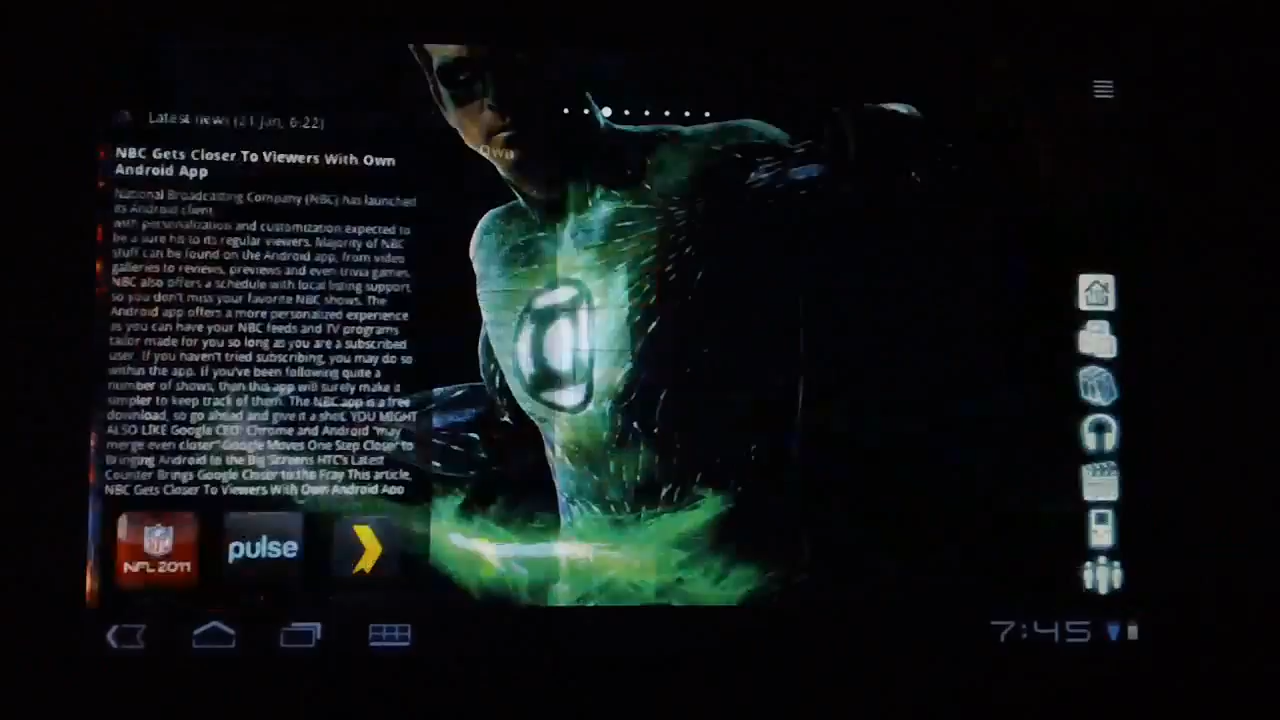 Latest news (21 Jan, 6:22)
NBC Gets Closer To Viewers With Own
Android App
National Broadcasting Company (NBC) has launched
its Android client
with personalization and customization expected to
be a sure his to its regular viewers. Majority of NBC
stuff can be found on the Android app, from video
galleries to reviews, previews and even trivia games.
NBC also offers a schedule with local listing support,
so you don't miss your favorite NBC shows. The
Android app offers a more personalized experience
as you can have your NBC feeds and TV programs
tailor made for you so long as you are a subscribed
user. If you haven't tried subscribing, you may do so
within the app. If you've been following quite a
number of shows, then this app will surely make it
simpler to keep track of them. The NBC app is a free
download, so go ahead and give it a shot. YOU MIGHT
ALSO LIKE Google CEO: Chrome and Android "may
merge even closer" Google Moves One Step Closer to
Bringing Android to the Big Screens HTC's Latest
Counter Brings Google Closer to the Fray This article,
NBC Gets Closer To Viewers With Own Android App
Own
NFL 2011
pulse
7:45